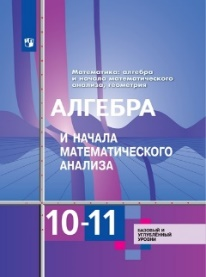 Математика: алгебра
и начала математического
анализа, геометрия
АЛГЕБРА
И НАЧАЛА
МАТЕМАТИЧЕСКОГО
АНАЛИЗА
10-11
БАЗОВЫЙ И
УГЛУБЛЁННЫЙ
УРОВНИ